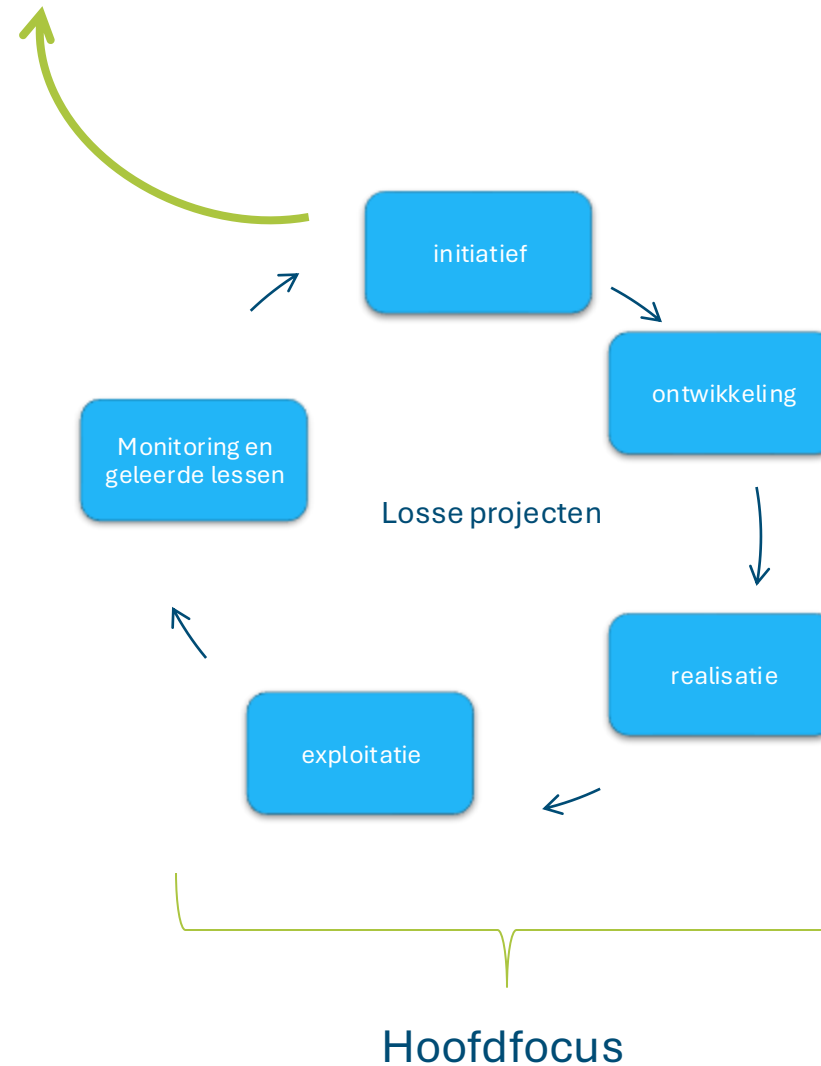 initiatief
ontwikkeling
Monitoring en
geleerde lessen
Losse projecten
realisatie
exploitatie
Hoofdfocus